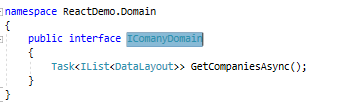 namespace ReactDemo.Domain
{
public interface IComanyDomain
{
Task<IList<DataLayout>> GetCompaniesAsync();
}
}